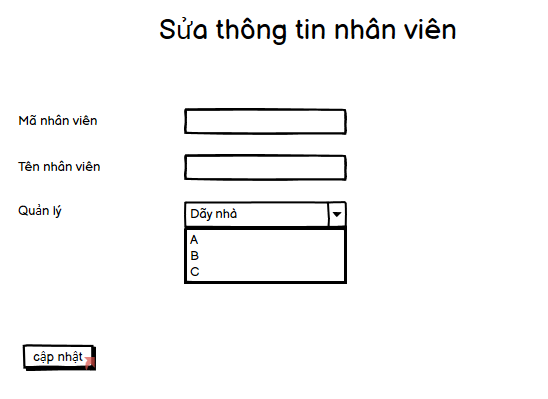 Sửa thông tin nhân viên
Mã nhân viên
Tên nhân viên
Quản lý
Dãy nhà
A
B
C
cập nhật